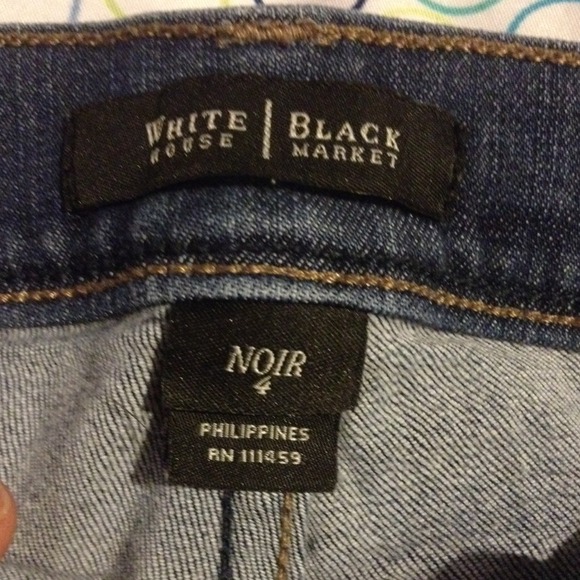 WHITE HOUSE | BLACK MARKET
NOIR
4
PHILIPPINES
RN 111459